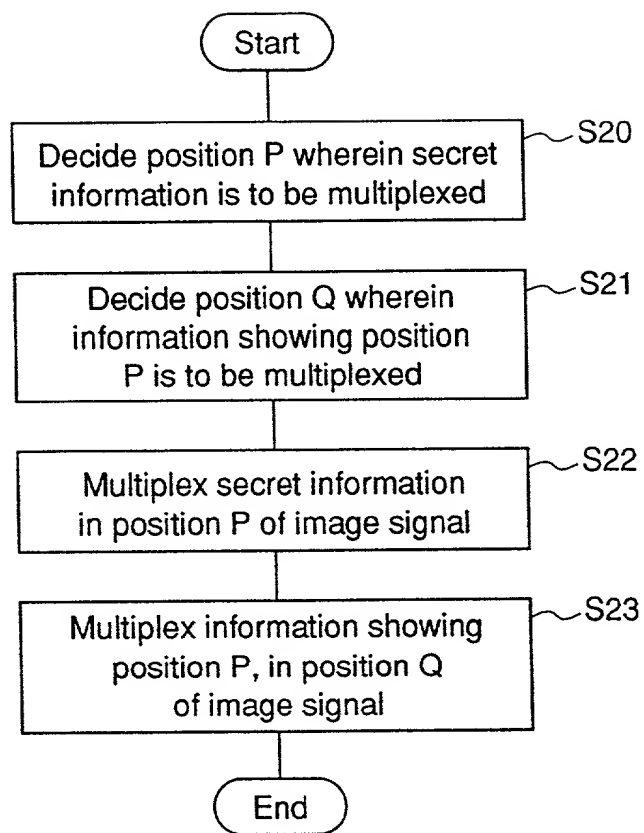 Start
S20
Decide position P wherein secret
information is to be multiplexed
S21
Decide position Q wherein
information showing position
P is to be multiplexed
S22
Multiplex secret information
in position P of image signal
S23
Multiplex information showing
position P, in position Q
of image signal
End